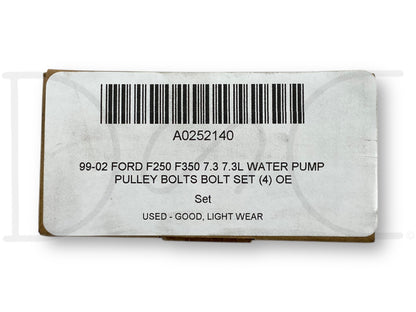 A0252140
99-02 FORD F250 F350 7.3 7.3L WATER PUMP
PULLEY BOLTS BOLT SET (4) OE
Set
USED - GOOD, LIGHT WEAR